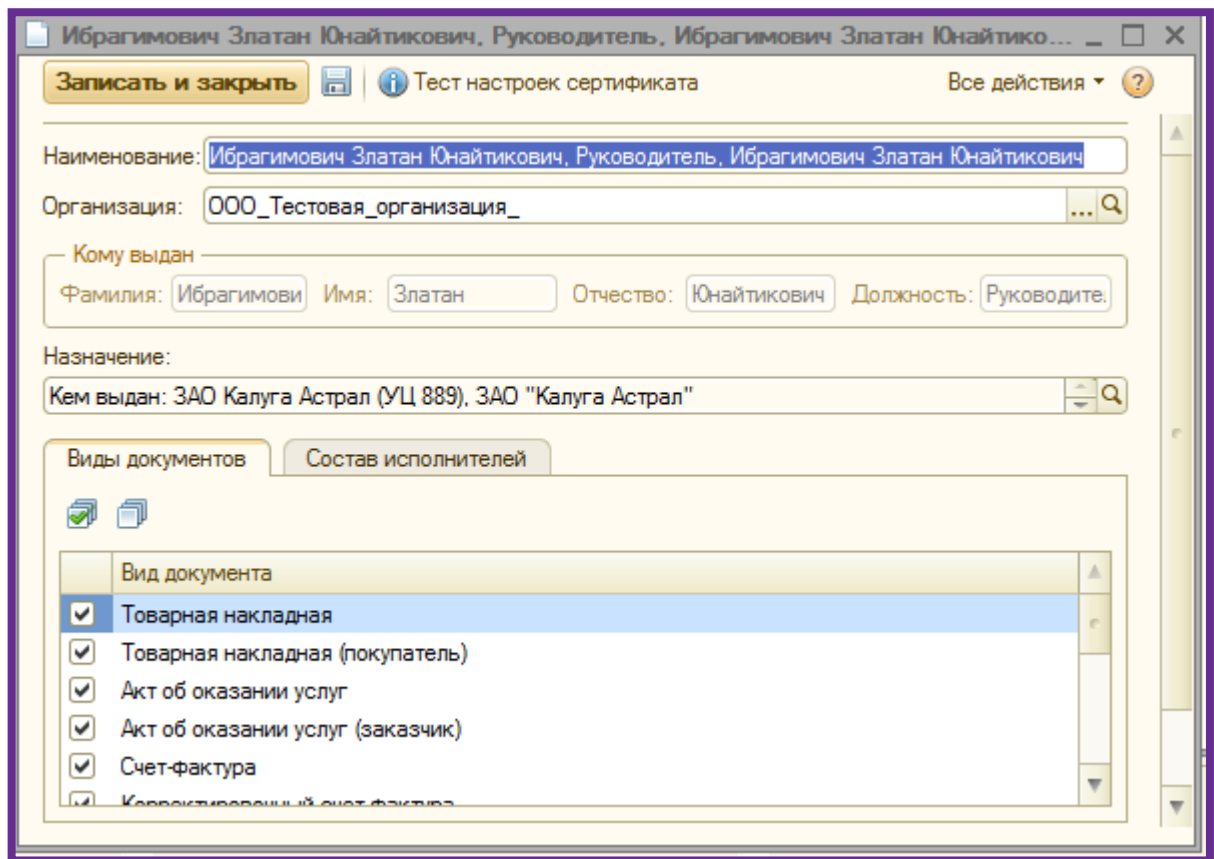 Ибрагимович Златан Юнайтикович, Руководитель, Ибрагимович Златан Юнайтико...
Записать и закрыть Тест настроек сертификата Все действия
Наименование: Ибрагимович Златан Юнайтикович, Руководитель, Ибрагимович Златан Юнайтикович
Организация: ООО_Тестовая_организация_ ...
Кому выдан
Фамилия: Ибрагимови Имя: Златан Отчество: Юнайтикович Должность: Руководите
Назначение:
Кем выдан: ЗАО Калуга Астрал (УЦ 889), ЗАО "Калуга Астрал"
Виды документов Состав исполнителей
Вид документа
Товарная накладная
Товарная накладная (покупатель)
Акт об оказании услуг
Акт об оказании услуг (заказчик)
Счет-фактура
Корректировочный счет-фактура